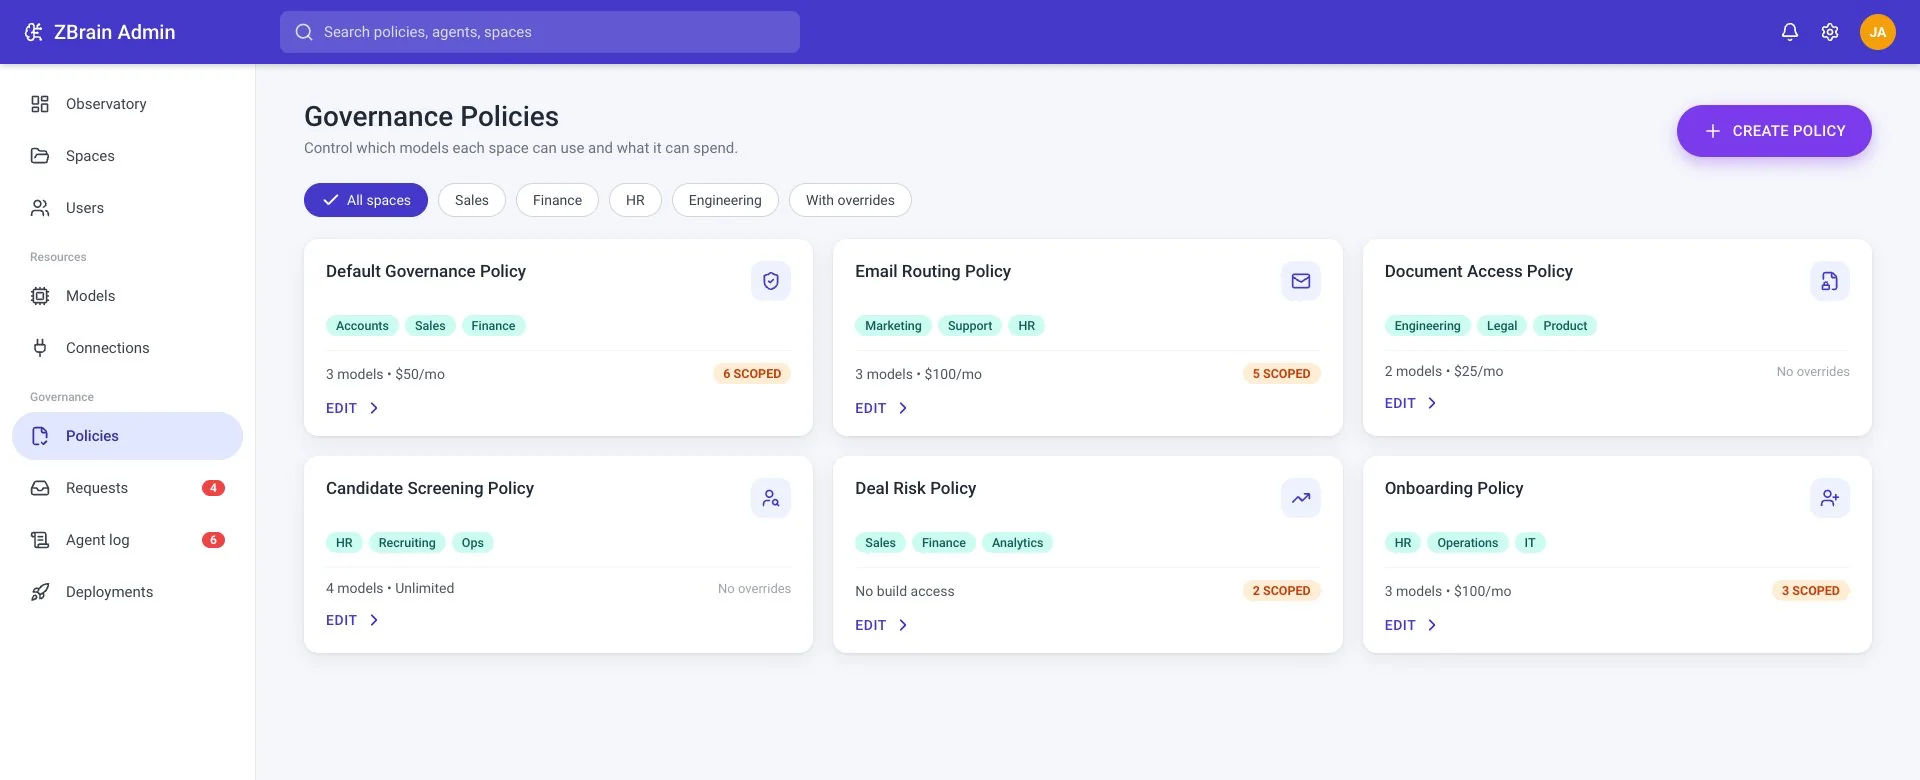 ZBrain Admin
Search policies, agents, spaces
JA
Observatory
Spaces
Users
Resources
Models
Connections
Governance
Policies
Requests 4
Agent log 6
Deployments
Governance Policies
Control which models each space can use and what it can spend.
CREATE POLICY
All spaces Sales Finance HR Engineering With overrides
Default Governance Policy
Accounts Sales Finance
3 models • $50/mo 6 SCOPED
EDIT
Email Routing Policy
Marketing Support HR
3 models • $100/mo 5 SCOPED
EDIT
Document Access Policy
Engineering Legal Product
2 models • $25/mo No overrides
EDIT
Candidate Screening Policy
HR Recruiting Ops
4 models • Unlimited No overrides
EDIT
Deal Risk Policy
Sales Finance Analytics
No build access 2 SCOPED
EDIT
Onboarding Policy
HR Operations IT
3 models • $100/mo 3 SCOPED
EDIT